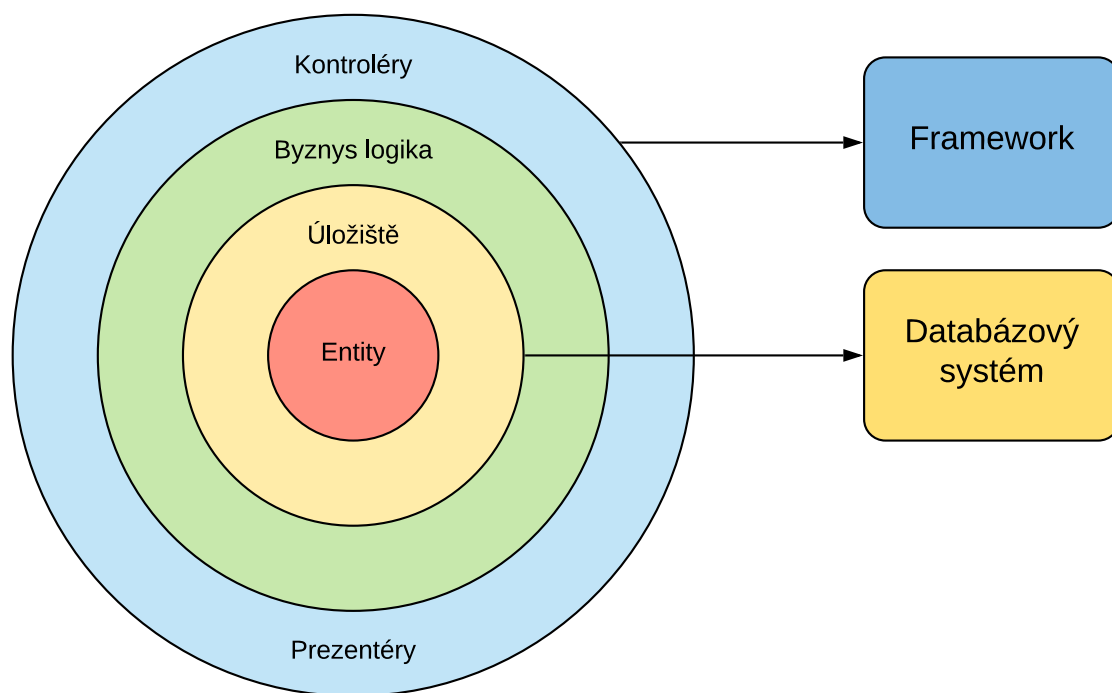 Kontroléry
Byznys logika
Úložiště
Entity
Prezentéry
Framework
Databázový
systém